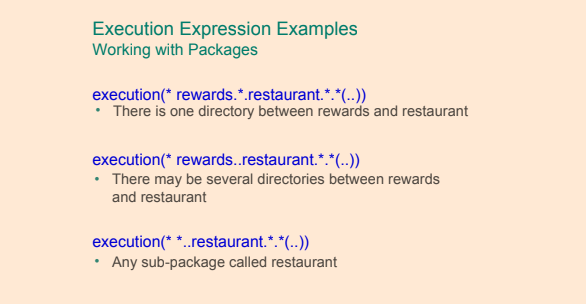 Execution Expression Examples
Working with Packages
execution(* rewards.*.restaurant.*.*(..))
• There is one directory between rewards and restaurant
execution(* rewards..restaurant.*.*(..))
• There may be several directories between rewards
and restaurant
execution(* *..restaurant.*.*(..))
• Any sub-package called restaurant